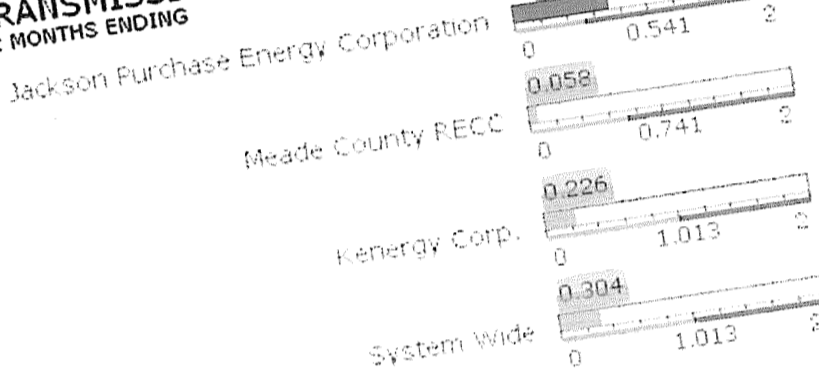 MONTHS ENDING
Jackson Purchase Energy Corporation
0 0.541 2
0.058
Meade County RECC
0 0.741 2
0.226
Kenergy Corp.
0 1.013 2
0.304
System Wide
0 1.013 2